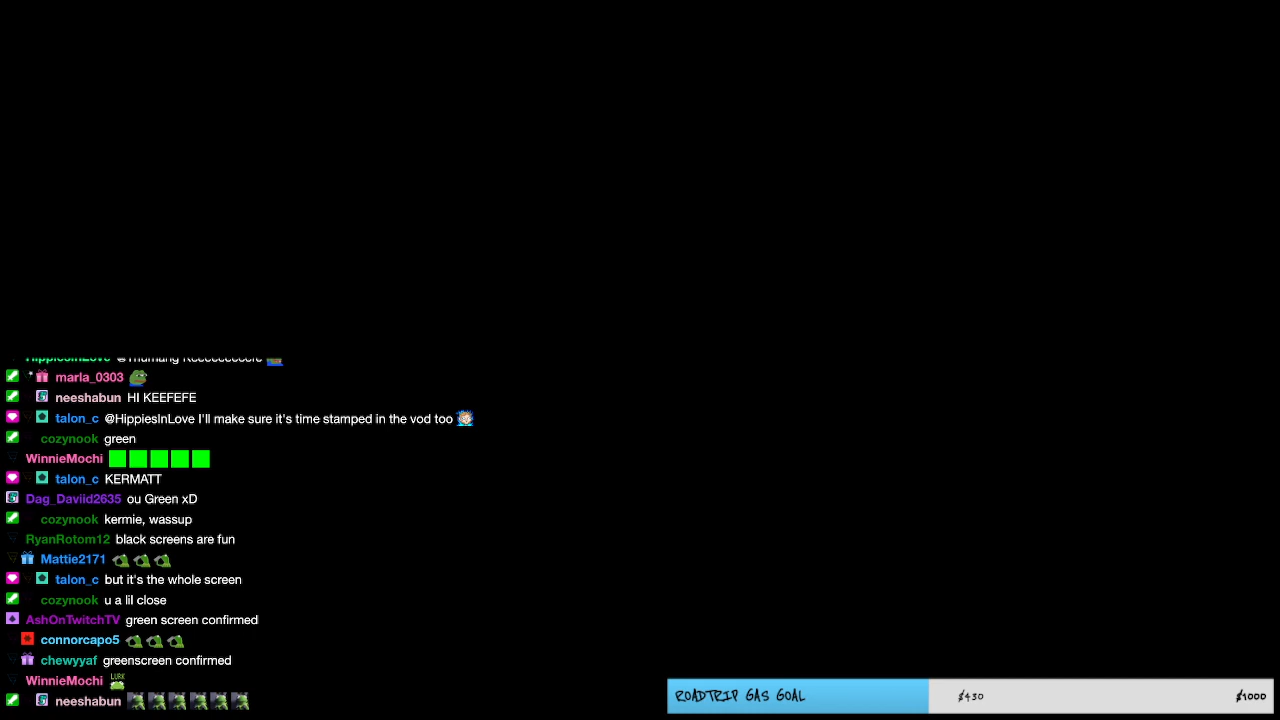 HippiesInLove
marla_0303
neeshabun HI KEEFEFE
talon_c @HippiesInLove I'll make sure it's time stamped in the vod too
cozynook green
WinnieMochi
talon_c KERMATT
Dag_Daviid2635 ou Green xD
cozynook kermie, wassup
RyanRotom12 black screens are fun
Mattie2171
talon_c but it's the whole screen
cozynook u a lil close
AshOnTwitchTV green screen confirmed
connorcapo5
chewyyaf greenscreen confirmed
WinnieMochi LURK
neeshabun
ROADTRIP GAS GOAL $430 $1000